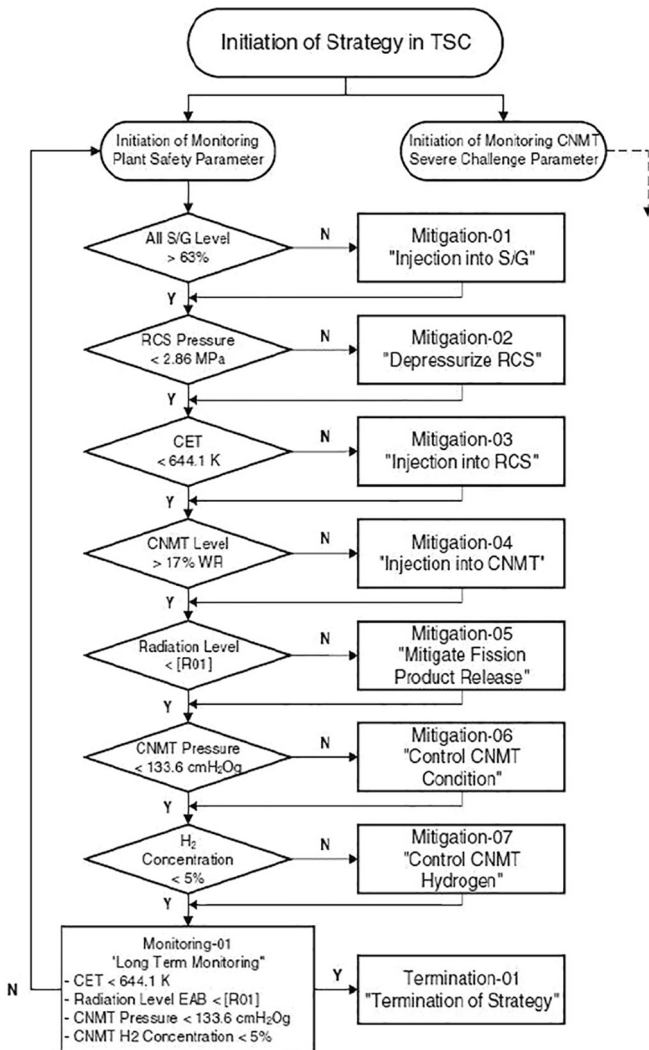 Initiation of Strategy in TSC
Initiation of Monitoring
Plant Safety Parameter
Initiation of Monitoring CNMT
Severe Challenge Parameter
All S/G Level
> 63%
N
Mitigation-01
"Injection into S/G"
Y
RCS Pressure
< 2.86 MPa
N
Mitigation-02
"Depressurize RCS"
Y
CET
< 644.1 K
N
Mitigation-03
"Injection into RCS"
Y
CNMT Level
> 17% WR
N
Mitigation-04
"Injection into CNMT"
Y
Radiation Level
< [R01]
N
Mitigation-05
"Mitigate Fission
Product Release"
Y
CNMT Pressure
< 133.6 cmH₂Og
N
Mitigation-06
"Control CNMT
Condition"
Y
H₂
Concentration
< 5%
N
Mitigation-07
"Control CNMT
Hydrogen"
Y
Monitoring-01
"Long Term Monitoring"
- CET < 644.1 K
- Radiation Level EAB < [R01]
- CNMT Pressure < 133.6 cmH2Og
- CNMT H2 Concentration < 5%
N
Y
Termination-01
"Termination of Strategy"